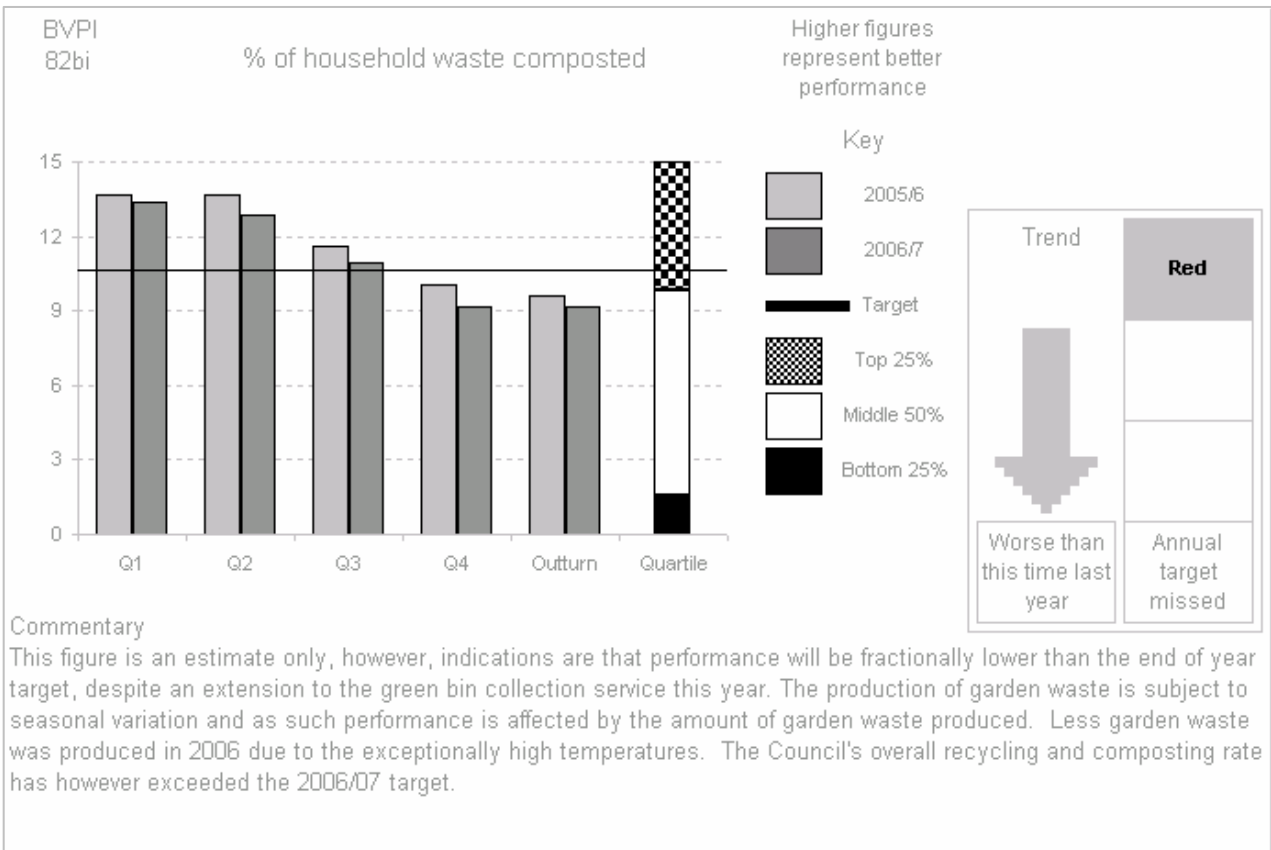 BVPI
82bi
% of household waste composted
Higher figures
represent better
performance
Key
15
12
9
6
3
0
Q1
Q2
Q3
Q4
Outturn
Quartile
2005/6
2006/7
Target
Top 25%
Middle 50%
Bottom 25%
Trend
Red
Worse than
this time last
year
Annual
target
missed
Commentary
This figure is an estimate only, however, indications are that performance will be fractionally lower than the end of year
target, despite an extension to the green bin collection service this year. The production of garden waste is subject to
seasonal variation and as such performance is affected by the amount of garden waste produced.  Less garden waste
was produced in 2006 due to the exceptionally high temperatures.  The Council's overall recycling and composting rate
has however exceeded the 2006/07 target.